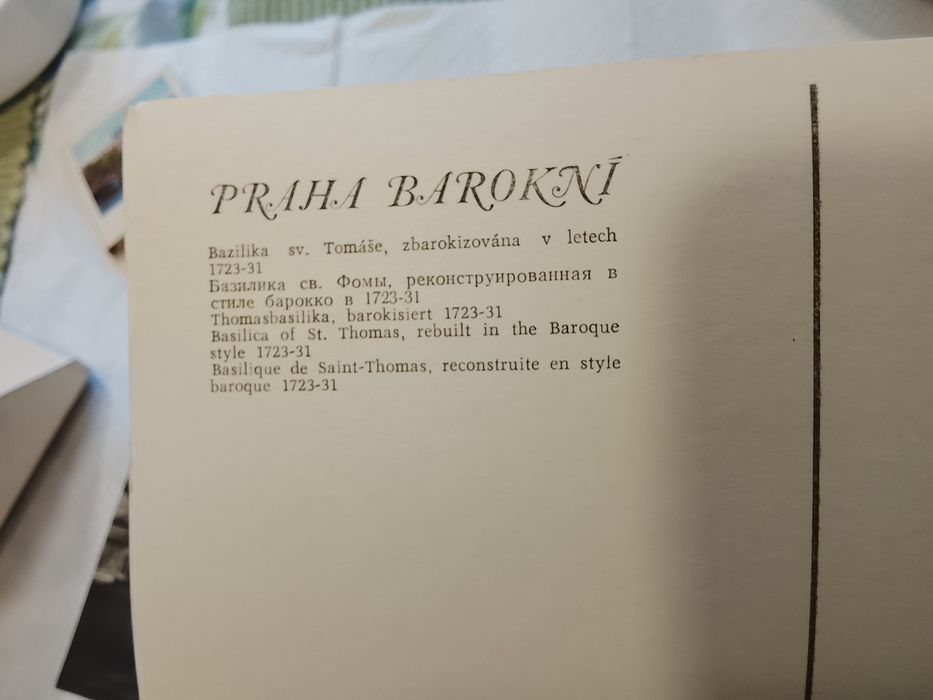 PRAHA BAROKNÍ
Bazilika sv. Tomáše, zbarokizována v letech
1723-31
Базилика св. Фомы, реконструированная в
стиле барокко в 1723-31
Thomasbasilika, barokisiert 1723-31
Basilica of St. Thomas, rebuilt in the Baroque
style 1723-31
Basilique de Saint-Thomas, reconstruite en style
baroque 1723-31